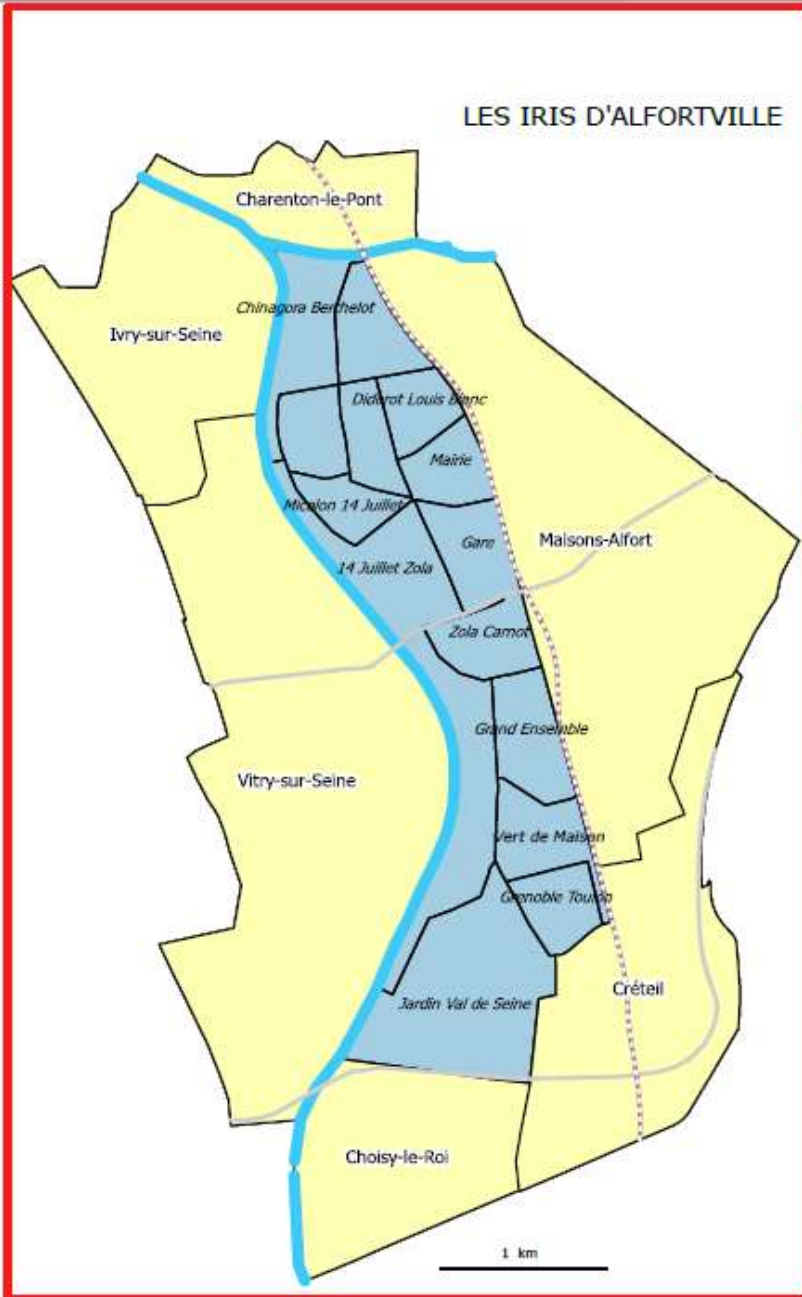 LES IRIS D'ALFORTVILLE
Charenton-le-Pont
Chinagora Berthelot
Ivry-sur-Seine
Diderot Louis Blanc
Mairie
Micolon 14 Juillet
Gare
Maisons-Alfort
14 Juillet Zola
Zola Carnot
Grand Ensemble
Vitry-sur-Seine
Vert de Maison
Grenoble Toulon
Créteil
Jardin Val de Seine
Choisy-le-Roi
1 km